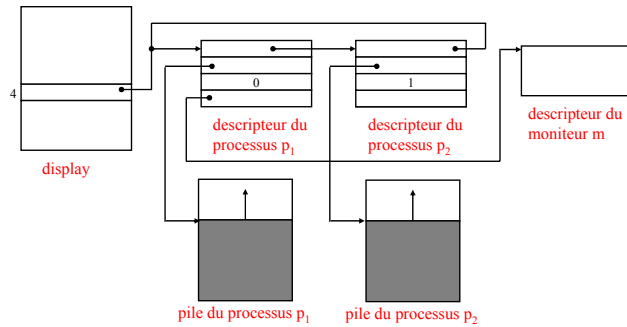 4
0
1
descripteur du
processus p₁
descripteur du
processus p₂
descripteur du
moniteur m
display
pile du processus p₁
pile du processus p₂